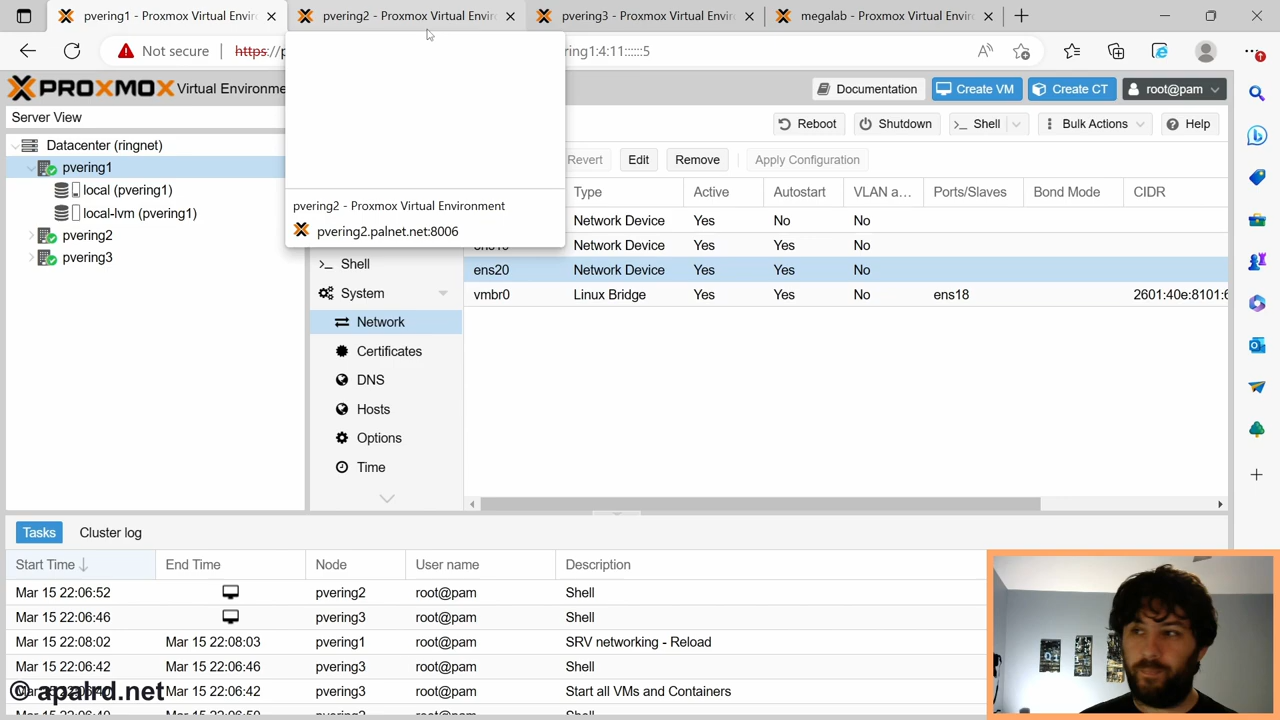 pvering1 - Proxmox Virtual Enviro
pvering2 - Proxmox Virtual Envir
pvering3 - Proxmox Virtual Enviro
megalab - Proxmox Virtual Enviro
Not secure
https://p
ring1:4:11::::::5
PROXMOX Virtual Environme
Documentation
Create VM
Create CT
root@pam
Server View
Reboot
Shutdown
Shell
Bulk Actions
Help
Datacenter (ringnet)
pvering1
local (pvering1)
local-lvm (pvering1)
pvering2
pvering3
pvering2 - Proxmox Virtual Environment
pvering2.palnet.net:8006
Revert
Edit
Remove
Apply Configuration
Type
Active
Autostart
VLAN a...
Ports/Slaves
Bond Mode
CIDR
Network Device
Yes
No
No
Network Device
Yes
Yes
No
ens20
Network Device
Yes
Yes
No
vmbr0
Linux Bridge
Yes
Yes
No
ens18
2601:40e:8101:6
Shell
System
Network
Certificates
DNS
Hosts
Options
Time
Tasks
Cluster log
Start Time
End Time
Node
User name
Description
Mar 15 22:06:52
pvering2
root@pam
Shell
Mar 15 22:06:46
pvering3
root@pam
Shell
Mar 15 22:08:02
Mar 15 22:08:03
pvering1
root@pam
SRV networking - Reload
Mar 15 22:06:42
Mar 15 22:06:46
pvering3
root@pam
Shell
Mar 15 22:06:42
pvering3
root@pam
Start all VMs and Containers
© apalrd.net